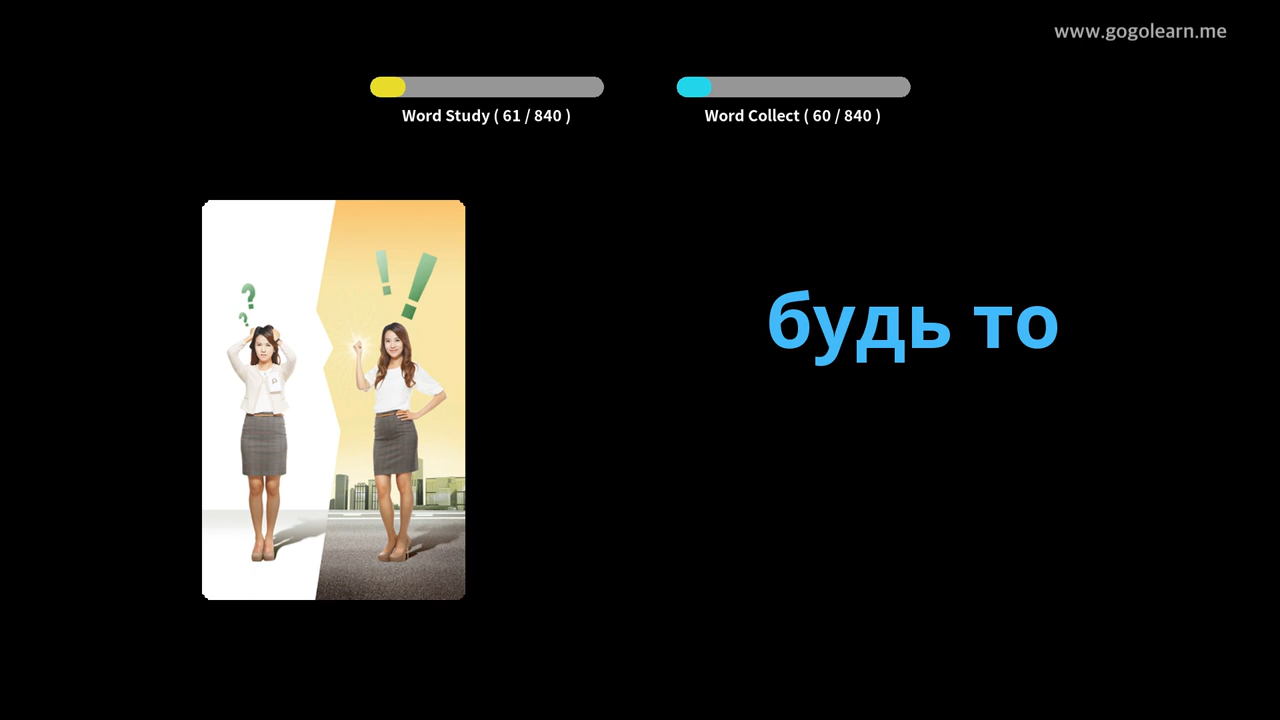 www.gogolearn.me
Word Study ( 61 / 840 )
Word Collect ( 60 / 840 )
? ?
! !
будь то